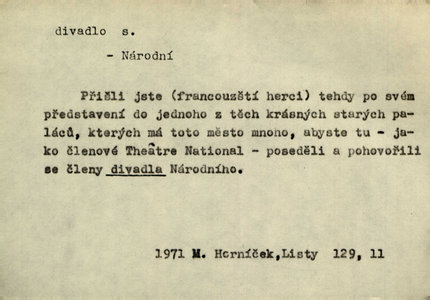 divadlo s.
- Národní
Přišli jste (francouzští herci) tehdy po svém
představení do jednoho z těch krásných starých pa-
láců, kterých má toto město mnoho, abyste tu - ja-
ko členové Theâtre National - poseděli a pohovořili
se členy divadla Národního.
1971 M. Horníček,Listy 129, 11